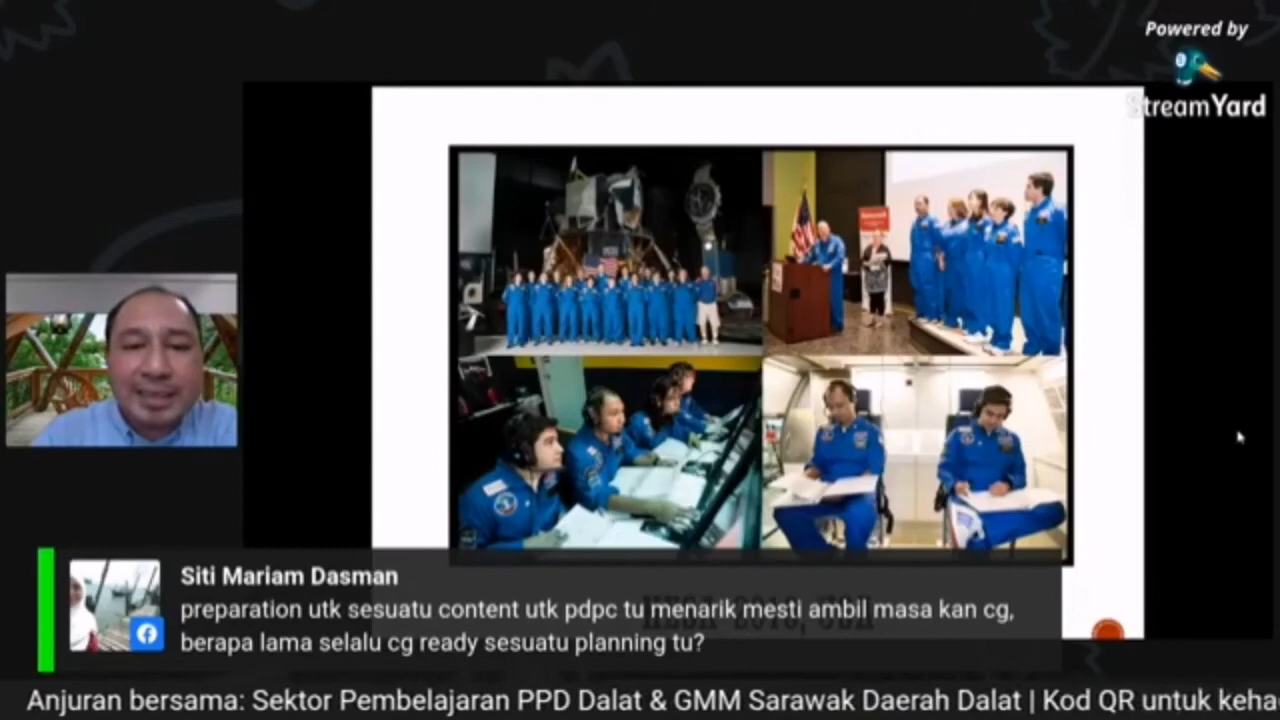 Powered by
StreamYard
Siti Mariam Dasman
preparation utk sesuatu content utk pdpc tu menarik mesti ambil masa kan cg,
berapa lama selalu cg ready sesuatu planning tu?
Anjuran bersama: Sektor Pembelajaran PPD Dalat & GMM Sarawak Daerah Dalat | Kod QR untuk keha